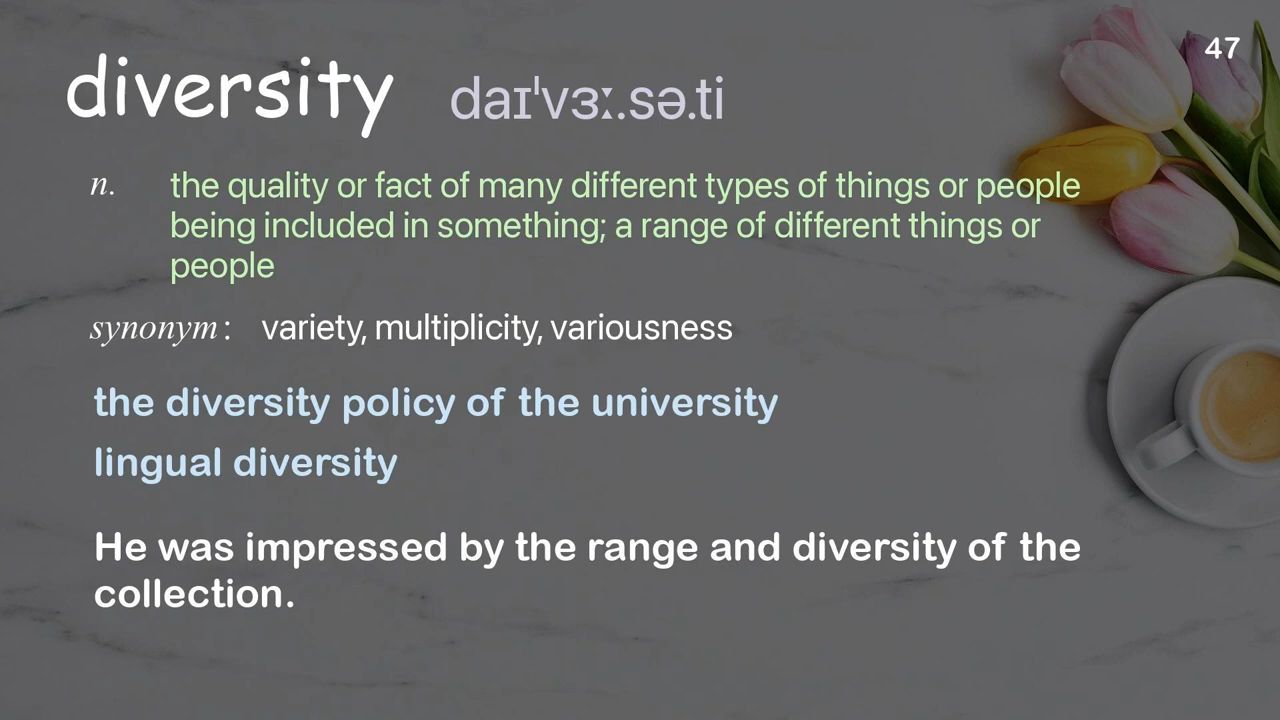 47
diversity daɪˈvɜː.sə.ti
n. the quality or fact of many different types of things or people
being included in something; a range of different things or
people
synonym: variety, multiplicity, variousness
the diversity policy of the university
lingual diversity
He was impressed by the range and diversity of the
collection.